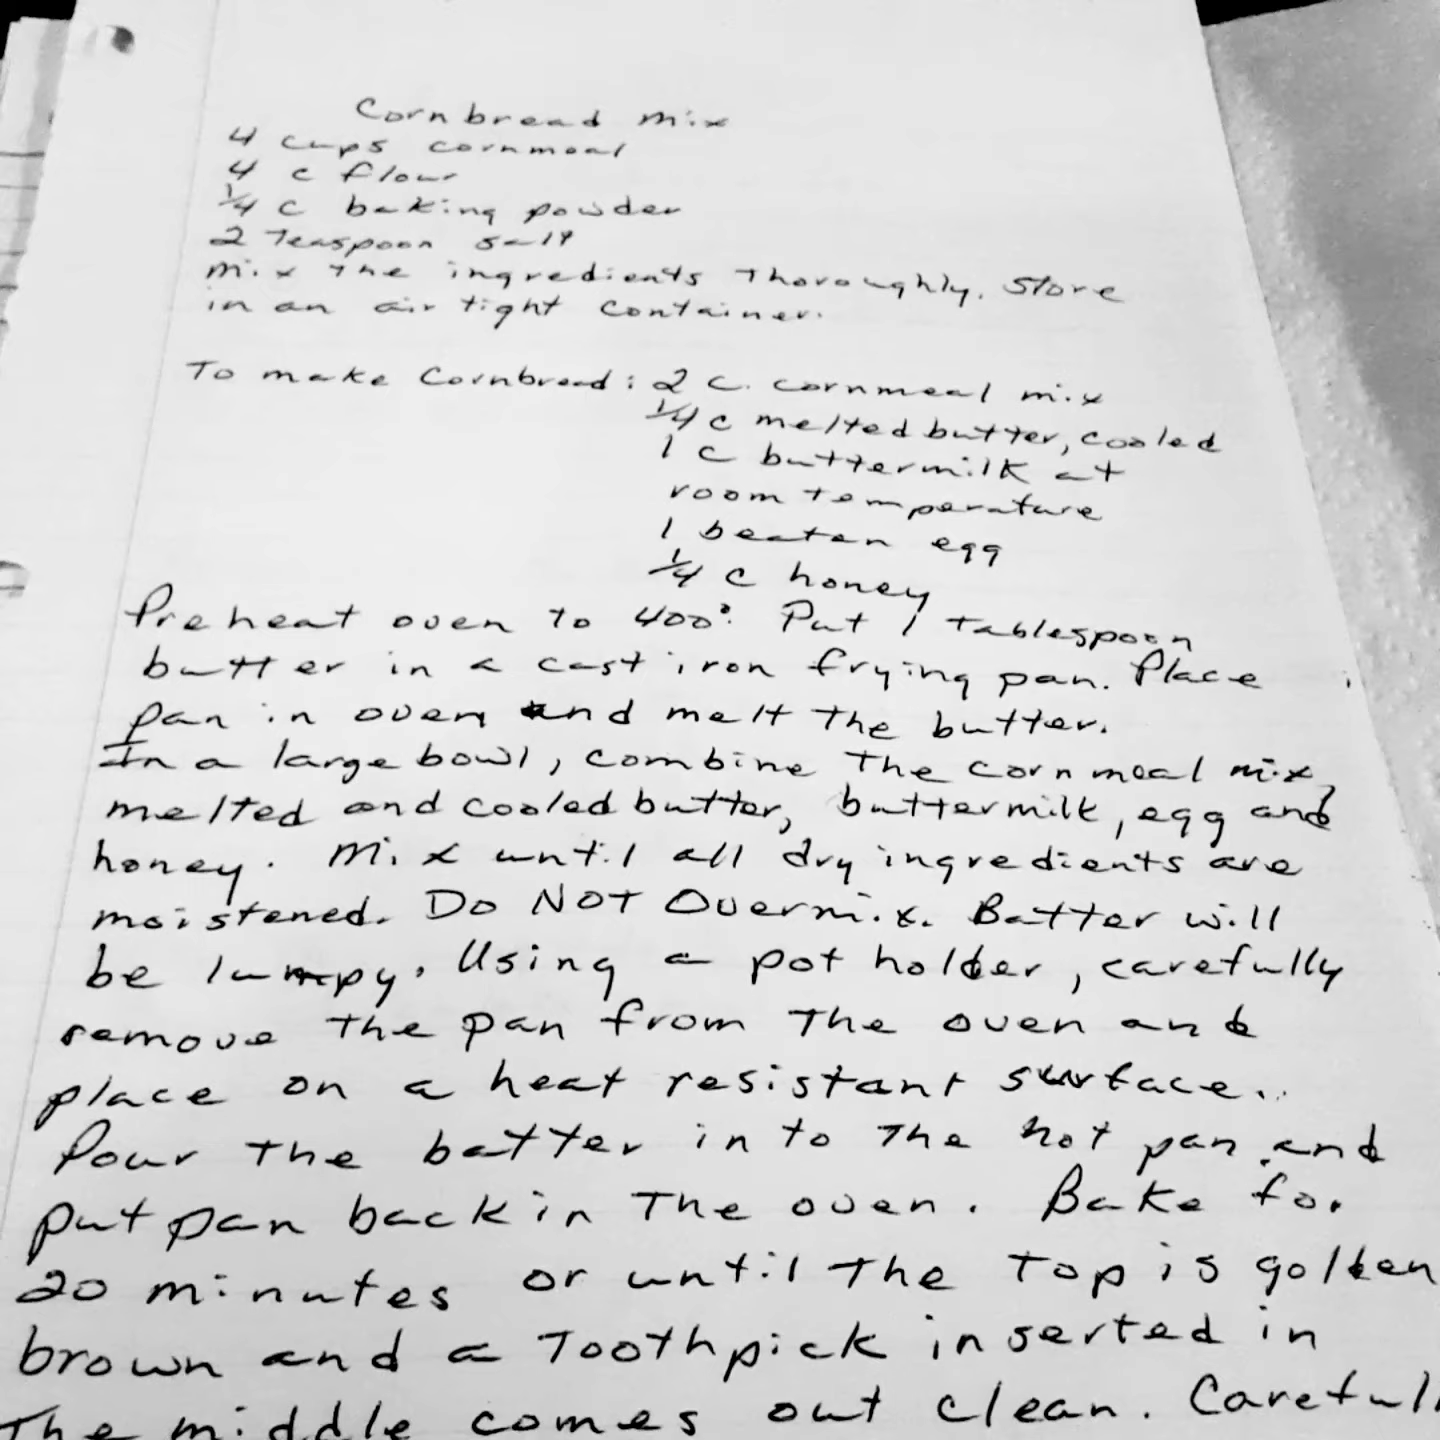 Cornbread mix
4 cups cornmeal
4 c flour
1/4 c baking powder
2 Teaspoon salt
mix the ingredients Thoroughly. Store
in an air tight container.
To make Cornbread: 2 c. cornmeal mix
1/4 c melted butter, cooled
1 c buttermilk at
room temperature
1 beaten egg
1/4 c honey
Preheat oven to 400°. Put 1 tablespoon
butter in a cast iron frying pan. Place
pan in oven and melt the butter.
In a large bowl, combine the cornmeal mix,
melted and cooled butter, buttermilk, egg and
honey. Mix until all dry ingredients are
moistened. Do NOT Overmix. Batter will
be lumpy. Using a pot holder, carefully
remove the pan from the oven and
place on a heat resistant surface.
Pour the batter in to the hot pan and
put pan back in the oven. Bake for
20 minutes or until the top is golden
brown and a toothpick inserted in
The middle comes out clean. Carefull